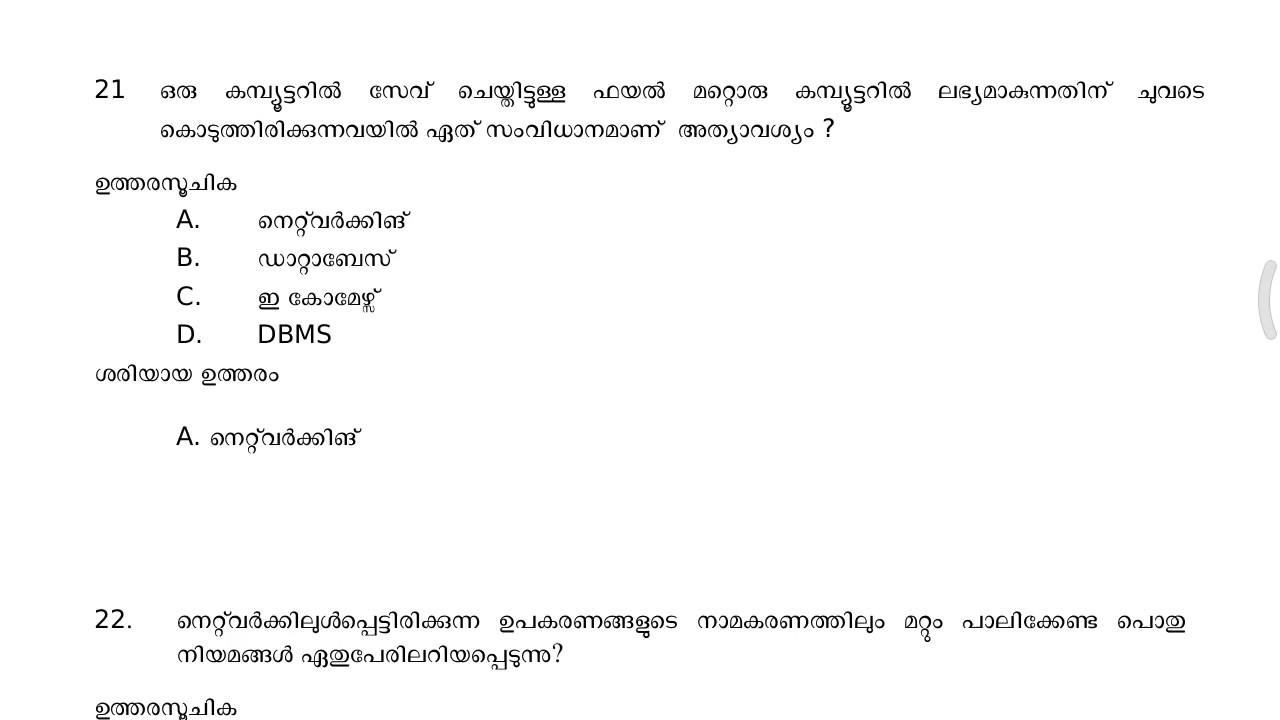 21 ഒരു കമ്പ്യൂട്ടറിൽ സേവ് ചെയ്തിട്ടുള്ള ഫയൽ മറ്റൊരു കമ്പ്യൂട്ടറിൽ ലഭ്യമാകുന്നതിന് ചുവടെ
കൊടുത്തിരിക്കുന്നവയിൽ ഏത് സംവിധാനമാണ് അത്യാവശ്യം ?
ഉത്തരസൂചിക
A. നെറ്റ്‌വർക്കിങ്
B. ഡാറ്റാബേസ്
C. ഇ കോമേഴ്സ്
D. DBMS
ശരിയായ ഉത്തരം
A. നെറ്റ്‌വർക്കിങ്
22. നെറ്റ്‌വർക്കിലുൾപ്പെട്ടിരിക്കുന്ന ഉപകരണങ്ങളുടെ നാമകരണത്തിലും മറ്റും പാലിക്കേണ്ട പൊതു
നിയമങ്ങൾ ഏതുപേരിലറിയപ്പെടുന്നു?
ഉത്തരസൂചിക